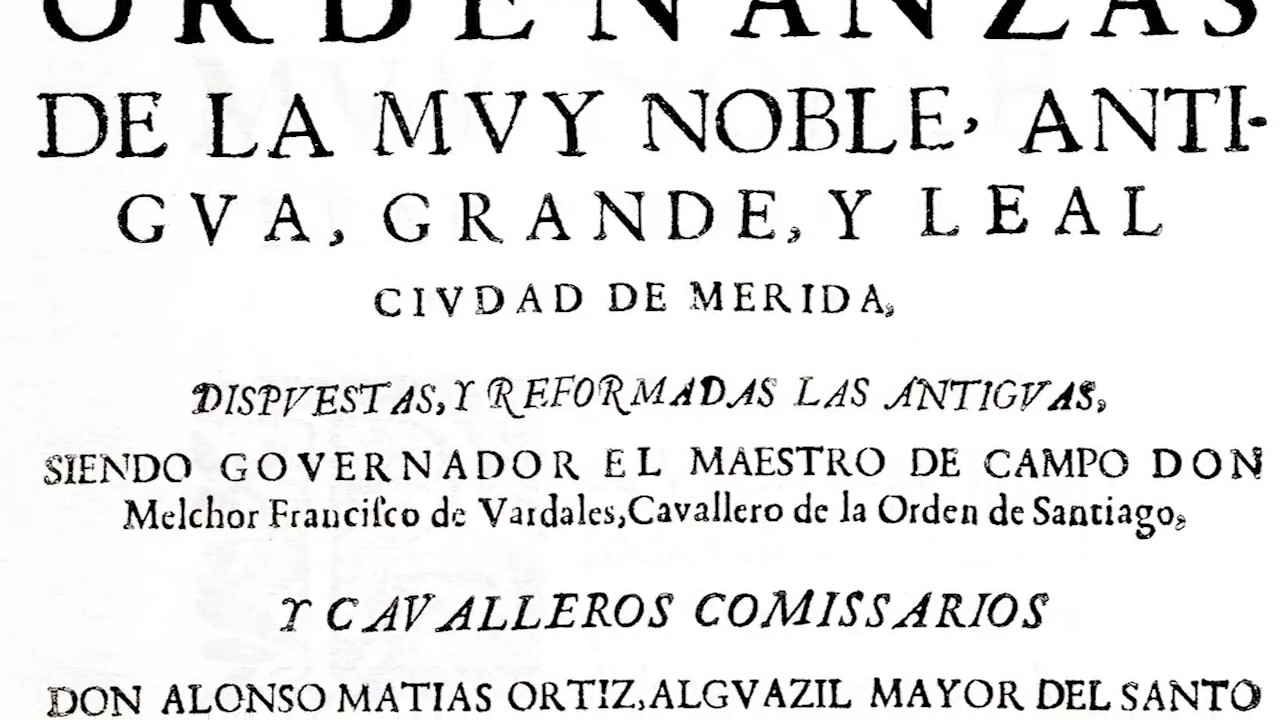 ORDENANZAS
DE LA MVY NOBLE, ANTI-
GVA, GRANDE, Y LEAL
CIVDAD DE MERIDA,
DISPVESTAS, Y REFORMADAS LAS ANTIGVAS,
SIENDO GOVERNADOR EL MAESTRO DE CAMPO DON
Melchor Franciſco de Vardales, Cavallero de la Orden de Santiago,
Y CAVALLEROS COMISSARIOS
DON ALONSO MATIAS ORTIZ, ALGVAZIL MAYOR DEL SANTO